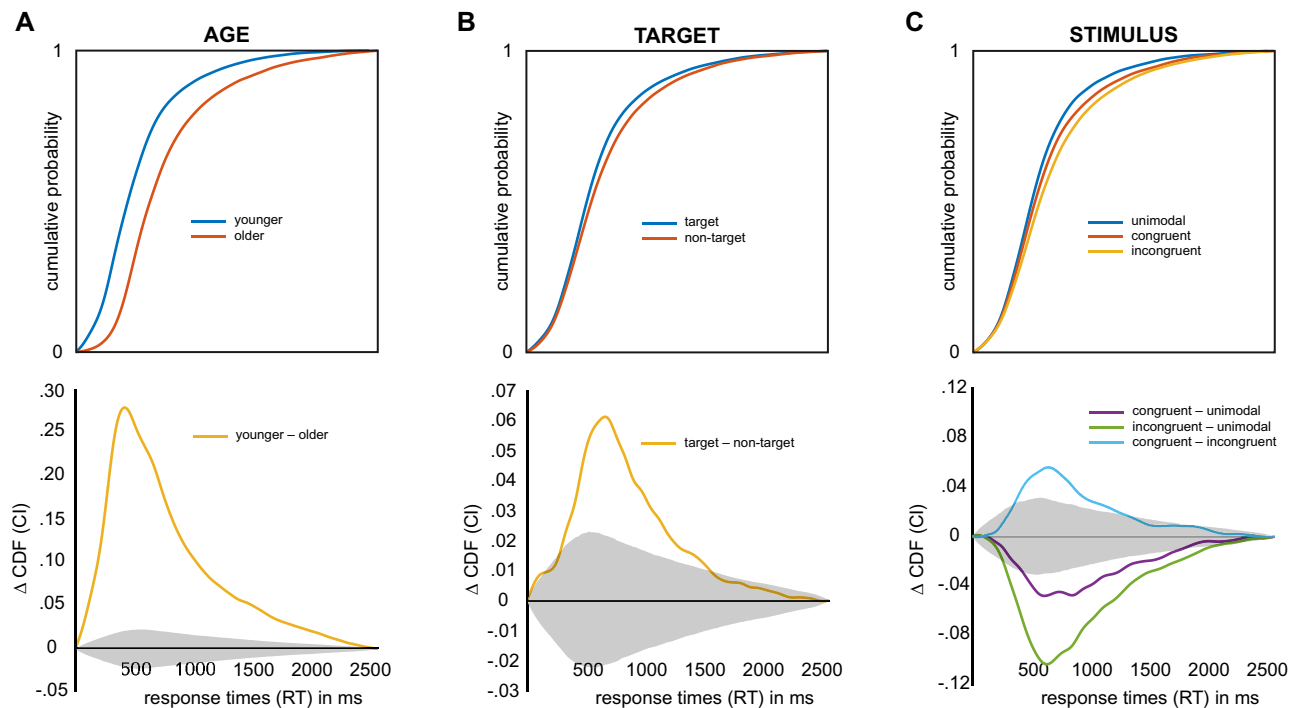 A
AGE
1
cumulative probability
younger
older
0
.30
.25
.20
.15
.10
.05
0
-.05
Δ CDF (CI)
younger – older
500 1000 1500 2000 2500
response times (RT) in ms
B
TARGET
1
cumulative probability
target
non-target
0
.07
.06
.05
.04
.03
.02
.01
0
-.01
-.02
-.03
Δ CDF (CI)
target – non-target
500 1000 1500 2000 2500
response times (RT) in ms
C
STIMULUS
1
cumulative probability
unimodal
congruent
incongruent
0
.12
.08
.04
0
-.04
-.08
-.12
Δ CDF (CI)
congruent – unimodal
incongruent – unimodal
congruent – incongruent
500 1000 1500 2000 2500
response times (RT) in ms